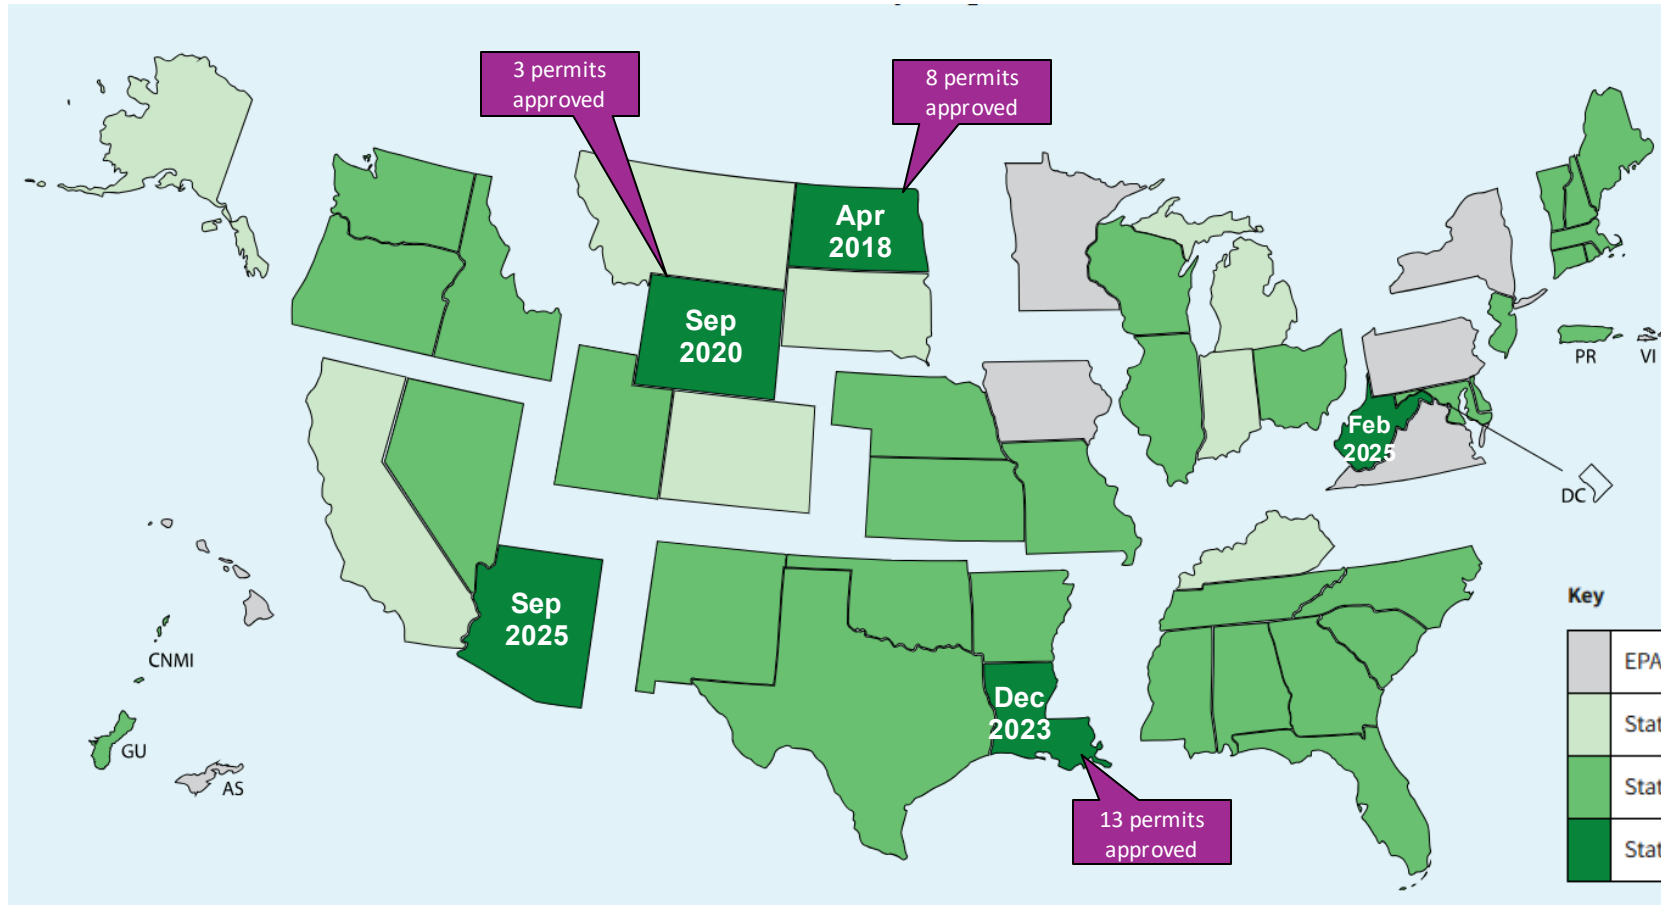 3 permits
approved
8 permits
approved
Apr
2018
Sep
2020
PR
VI
Feb
2025
DC
Sep
2025
Key
CNMI
EPA
Dec
2023
Stat
GU
AS
Stat
13 permits
approved
Stat